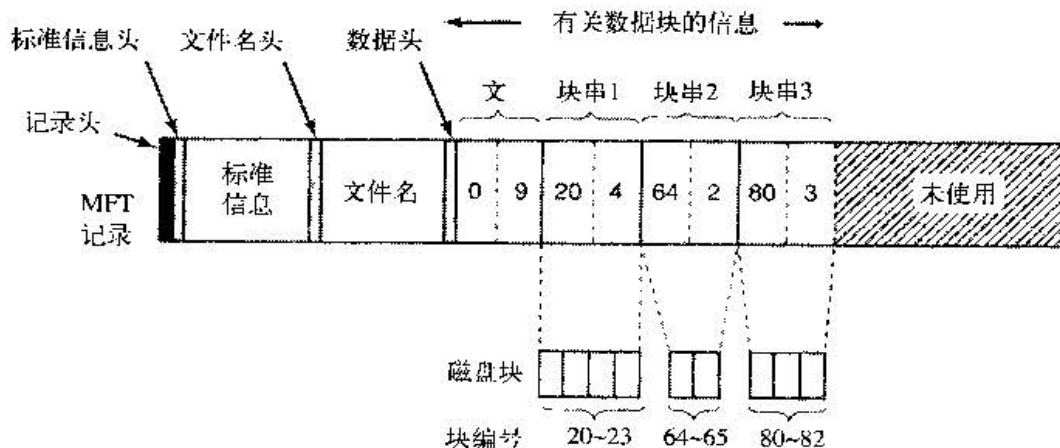 有关数据块的信息
标准信息头 文件名头 数据头
文 块串1 块串2 块串3
记录头
标准信息 文件名 0 9 20 4 64 2 80 3 未使用
MFT记录
磁盘块
块编号 20~23 64~65 80~82